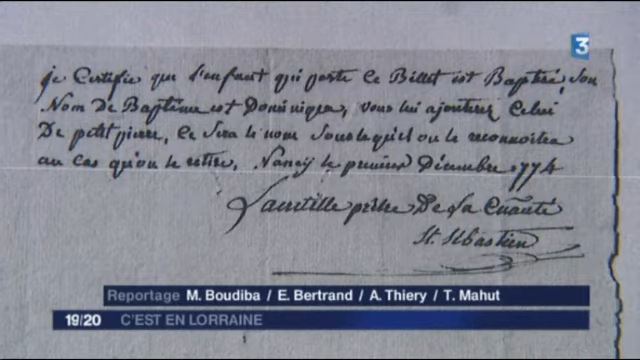 3
je Certifie que l'enfant qui porte Ce Billet est Baptisé, Son
Nom De Baptême est Dominique, vous lui ajouterez Celui
De petit pierre, Ce Sera le nom Sous lequel on le reconnoitra
au cas qu'on le retire, Nancy le premier Décembre 1774
prêtre De La Charité
St. Sébastien
Reportage M. Boudiba / E. Bertrand / A. Thiery / T. Mahut
19/20 C'EST EN LORRAINE